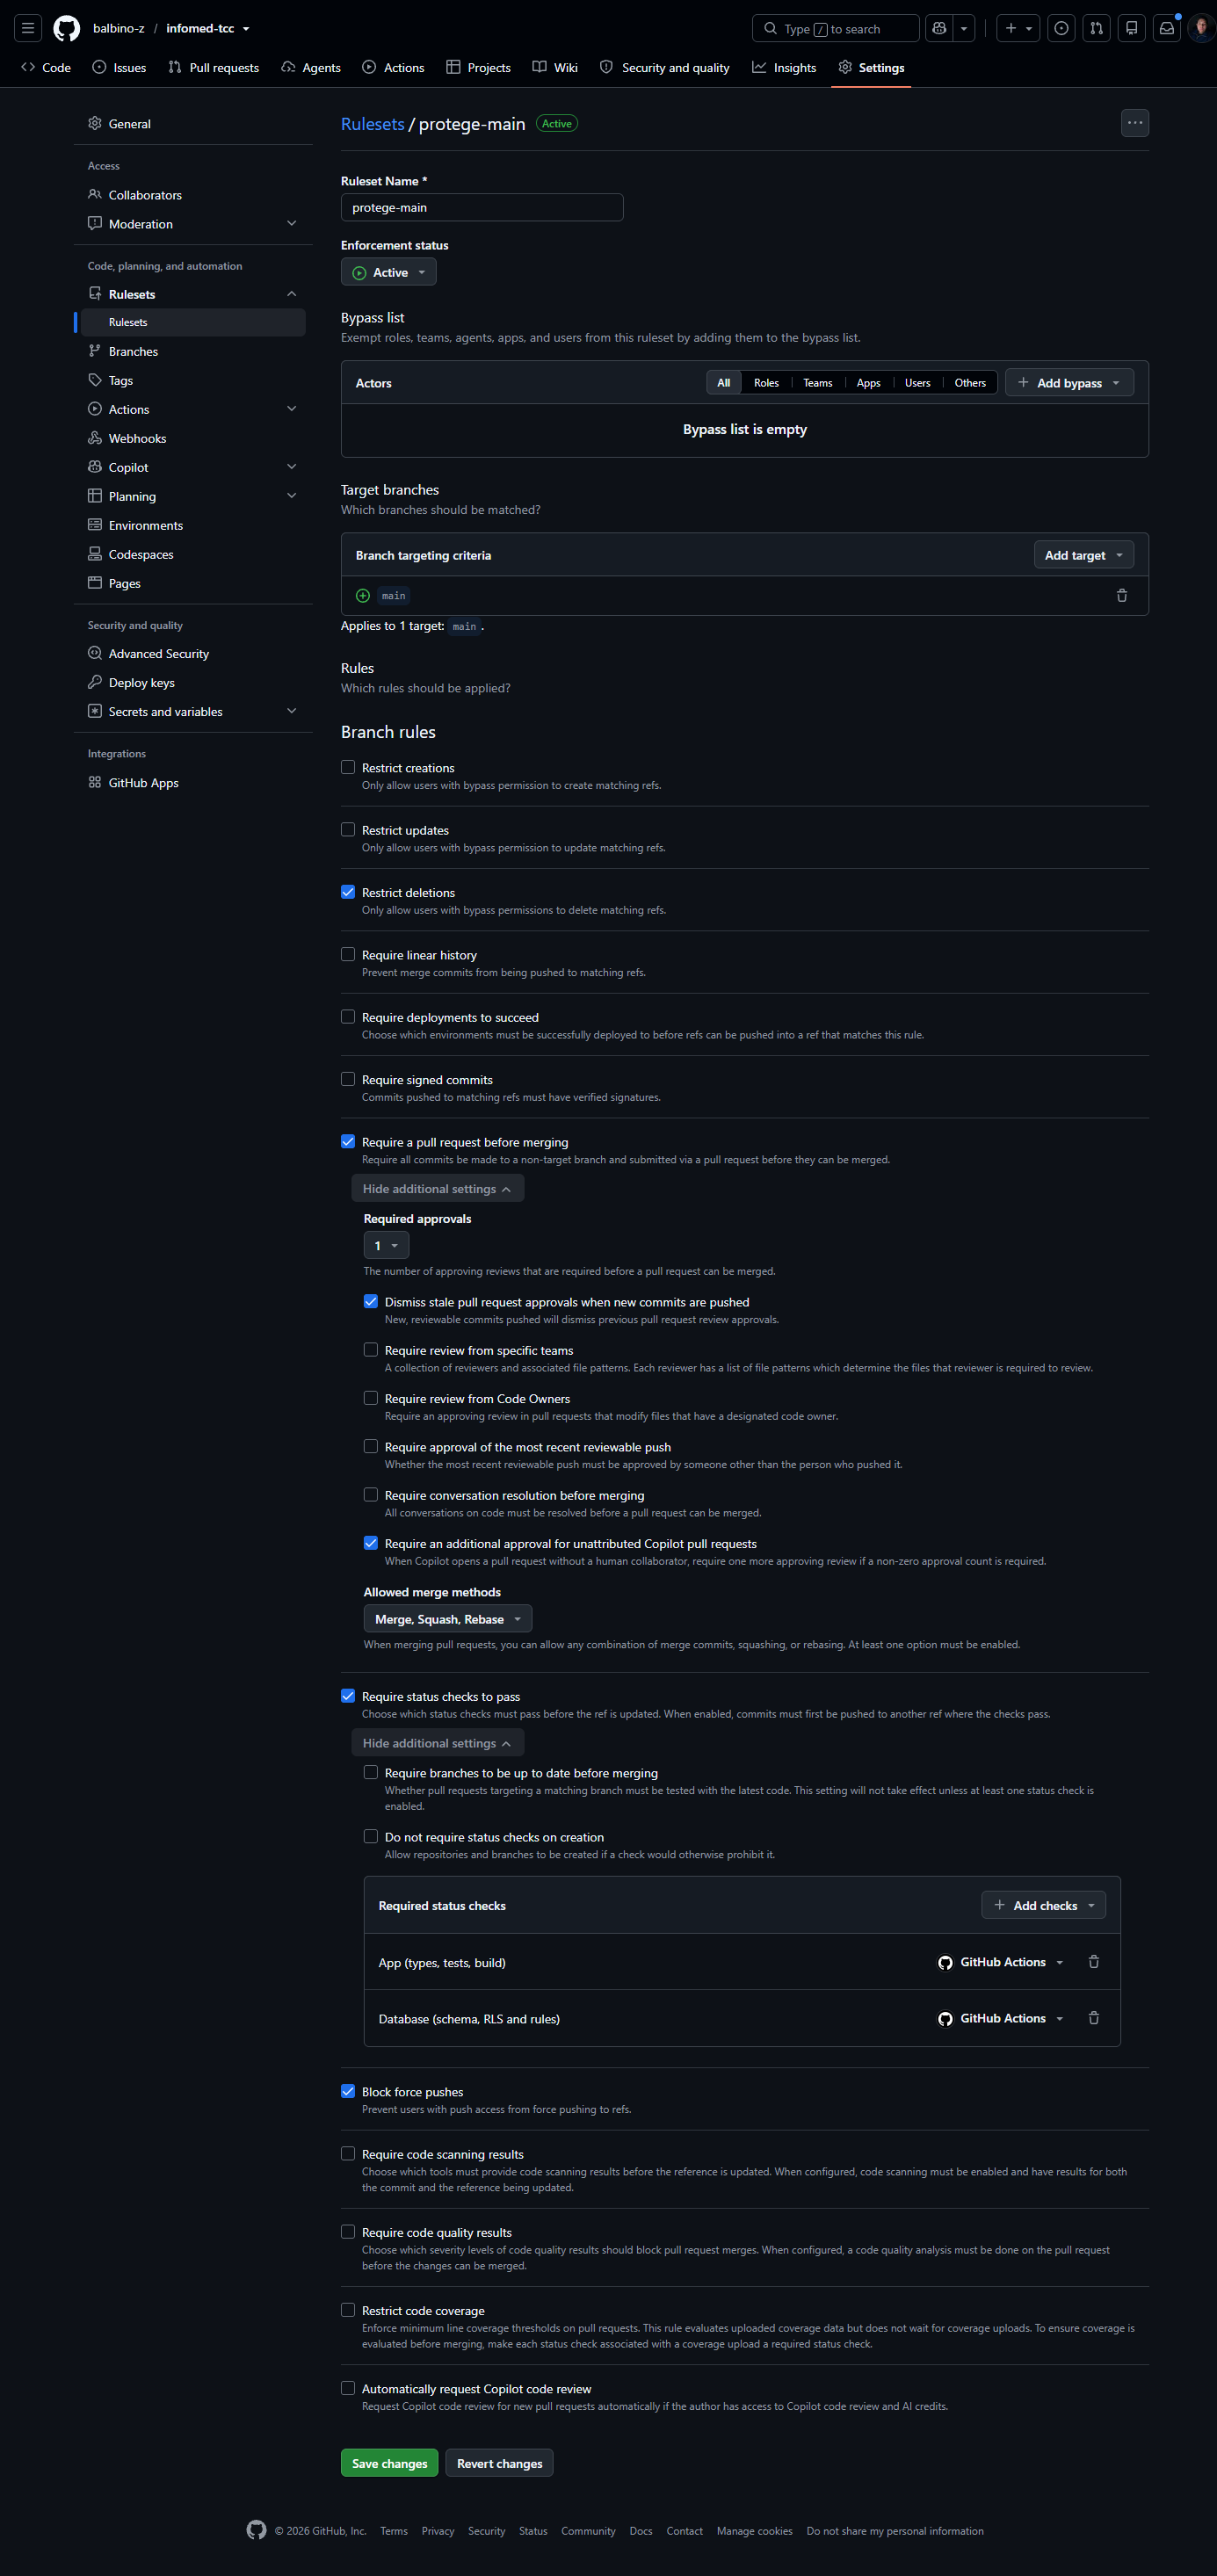 balbino-z / infomed-tcc
Type / to search
Code
Issues
Pull requests
Agents
Actions
Projects
Wiki
Security and quality
Insights
Settings
General
Access
Collaborators
Moderation
Code, planning, and automation
Rulesets
Rulesets
Branches
Tags
Actions
Webhooks
Copilot
Planning
Environments
Codespaces
Pages
Security and quality
Advanced Security
Deploy keys
Secrets and variables
Integrations
GitHub Apps
Rulesets / protege-main Active
Ruleset Name *
protege-main
Enforcement status
Active
Bypass list
Exempt roles, teams, agents, apps, and users from this ruleset by adding them to the bypass list.
Actors
All Roles Teams Apps Users Others
Add bypass
Bypass list is empty
Target branches
Which branches should be matched?
Branch targeting criteria
Add target
main
Applies to 1 target: main.
Rules
Which rules should be applied?
Branch rules
Restrict creations
Only allow users with bypass permission to create matching refs.
Restrict updates
Only allow users with bypass permission to update matching refs.
Restrict deletions
Only allow users with bypass permissions to delete matching refs.
Require linear history
Prevent merge commits from being pushed to matching refs.
Require deployments to succeed
Choose which environments must be successfully deployed to before refs can be pushed into a ref that matches this rule.
Require signed commits
Commits pushed to matching refs must have verified signatures.
Require a pull request before merging
Require all commits be made to a non-target branch and submitted via a pull request before they can be merged.
Hide additional settings
Required approvals
1
The number of approving reviews that are required before a pull request can be merged.
Dismiss stale pull request approvals when new commits are pushed
New, reviewable commits pushed will dismiss previous pull request review approvals.
Require review from specific teams
A collection of reviewers and associated file patterns. Each reviewer has a list of file patterns which determine the files that reviewer is required to review.
Require review from Code Owners
Require an approving review in pull requests that modify files that have a designated code owner.
Require approval of the most recent reviewable push
Whether the most recent reviewable push must be approved by someone other than the person who pushed it.
Require conversation resolution before merging
All conversations on code must be resolved before a pull request can be merged.
Require an additional approval for unattributed Copilot pull requests
When Copilot opens a pull request without a human collaborator, require one more approving review if a non-zero approval count is required.
Allowed merge methods
Merge, Squash, Rebase
When merging pull requests, you can allow any combination of merge commits, squashing, or rebasing. At least one option must be enabled.
Require status checks to pass
Choose which status checks must pass before the ref is updated. When enabled, commits must first be pushed to another ref where the checks pass.
Hide additional settings
Require branches to be up to date before merging
Whether pull requests targeting a matching branch must be tested with the latest code. This setting will not take effect unless at least one status check is
enabled.
Do not require status checks on creation
Allow repositories and branches to be created if a check would otherwise prohibit it.
Required status checks
Add checks
App (types, tests, build)
GitHub Actions
Database (schema, RLS and rules)
GitHub Actions
Block force pushes
Prevent users with push access from force pushing to refs.
Require code scanning results
Choose which tools must provide code scanning results before the reference is updated. When configured, code scanning must be enabled and have results for both
the commit and the reference being updated.
Require code quality results
Choose which severity levels of code quality results should block pull request merges. When configured, a code quality analysis must be done on the pull request
before the changes can be merged.
Restrict code coverage
Enforce minimum line coverage thresholds on pull requests. This rule evaluates uploaded coverage data but does not wait for coverage uploads. To ensure coverage is
evaluated before merging, make each status check associated with a coverage upload a required status check.
Automatically request Copilot code review
Request Copilot code review for new pull requests automatically if the author has access to Copilot code review and AI credits.
Save changes
Revert changes
© 2026 GitHub, Inc. Terms Privacy Security Status Community Docs Contact Manage cookies Do not share my personal information